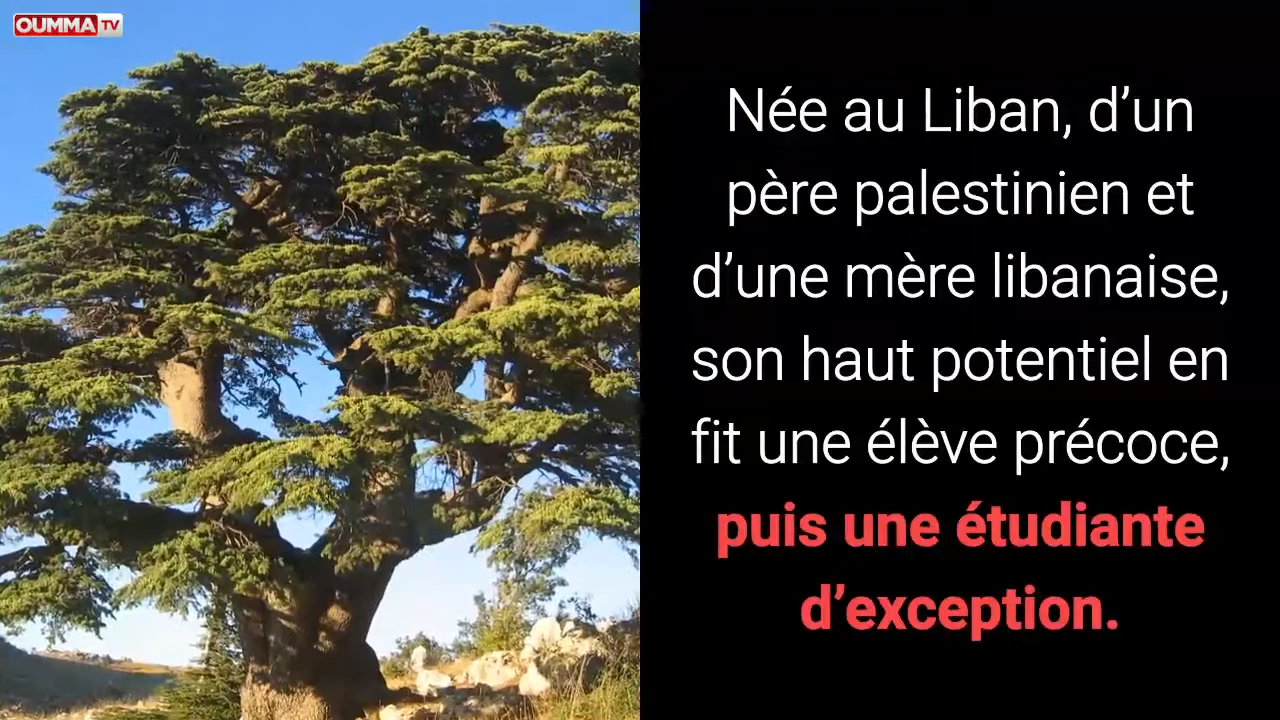 OUMMA TV
Née au Liban, d’un
père palestinien et
d’une mère libanaise,
son haut potentiel en
fit une élève précoce,
puis une étudiante
d’exception.